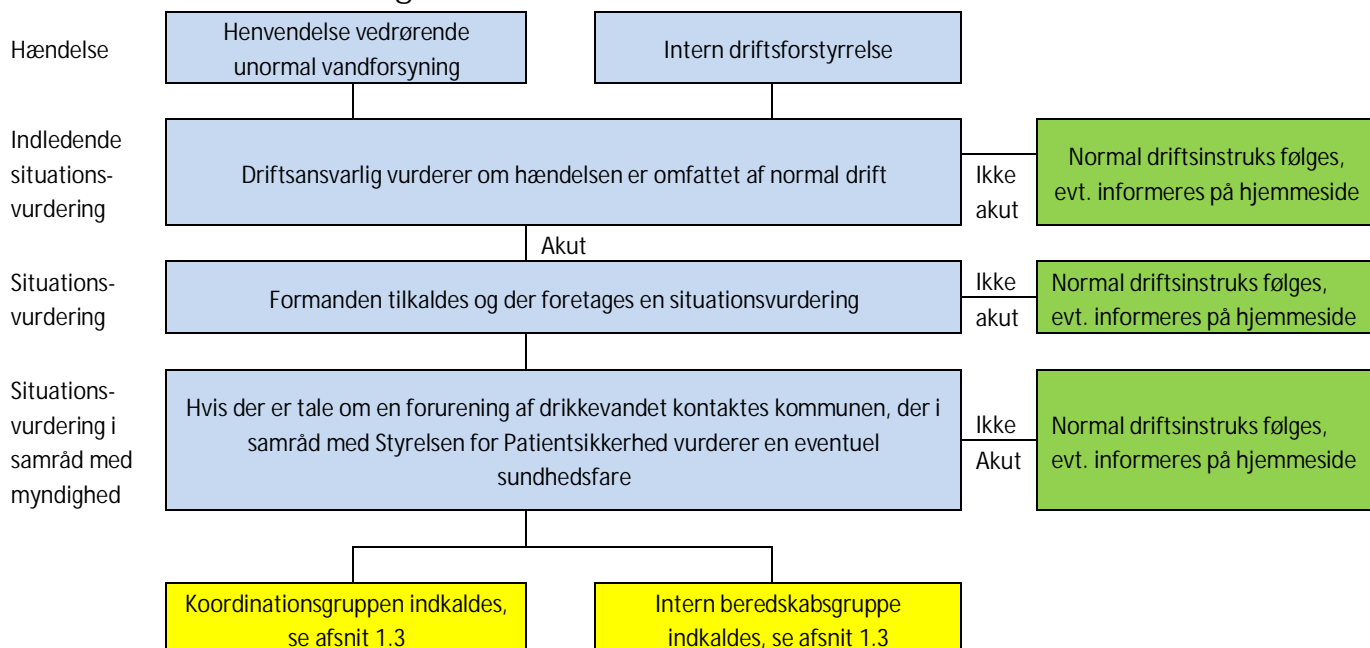 Hændelse
Henvendelse vedrørende
unormal vandforsyning
Intern driftsforstyrrelse
Indledende
situations-
vurdering
Driftsansvarlig vurderer om hændelsen er omfattet af normal drift
Ikke
akut
Normal driftsinstruks følges,
evt. informeres på hjemmeside
Akut
Situations-
vurdering
Formanden tilkaldes og der foretages en situationsvurdering
Ikke
akut
Normal driftsinstruks følges,
evt. informeres på hjemmeside
Situations-
vurdering i
samråd med
myndighed
Hvis der er tale om en forurening af drikkevandet kontaktes kommunen, der i
samråd med Styrelsen for Patientsikkerhed vurderer en eventuel
sundhedsfare
Ikke
Akut
Normal driftsinstruks følges,
evt. informeres på hjemmeside
Koordinationsgruppen indkaldes,
se afsnit 1.3
Intern beredskabsgruppe
indkaldes, se afsnit 1.3